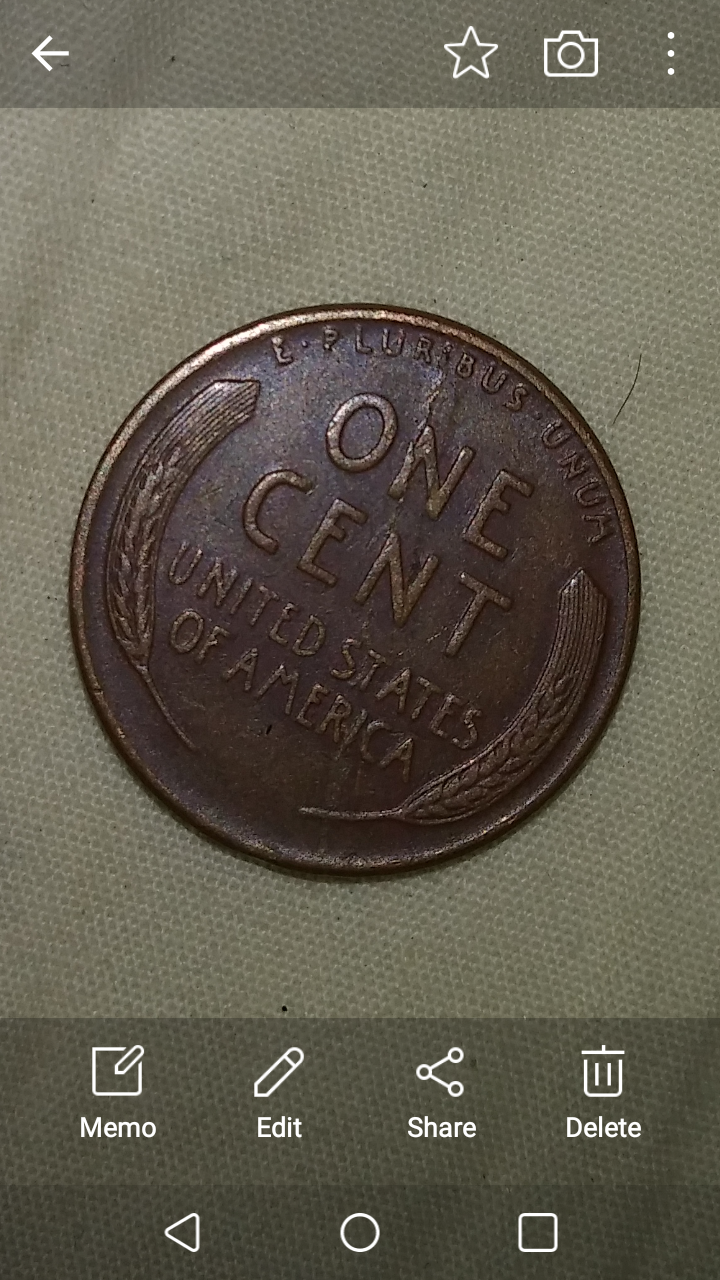 E·PLURIBUS·UNUM
ONE
CENT
UNITED STATES
OF AMERICA
Memo
Edit
Share
Delete